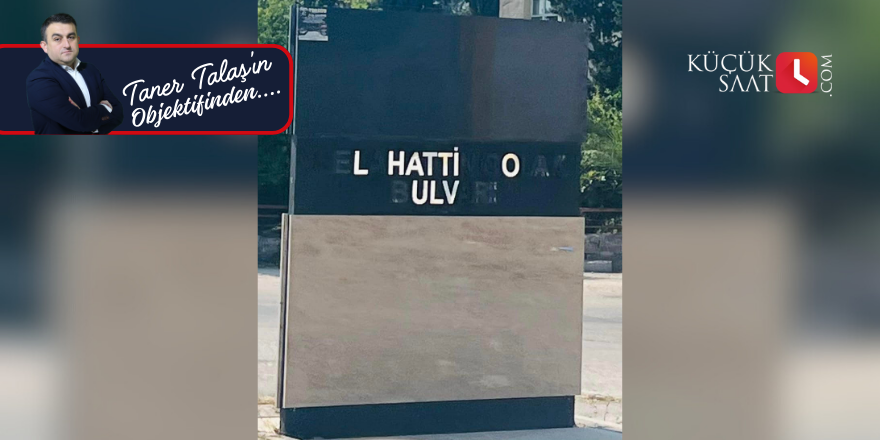 Taner Talaş'ın
Objektifinden....
KÜÇÜK
SAAT
.COM
L HATTİ O
ULV